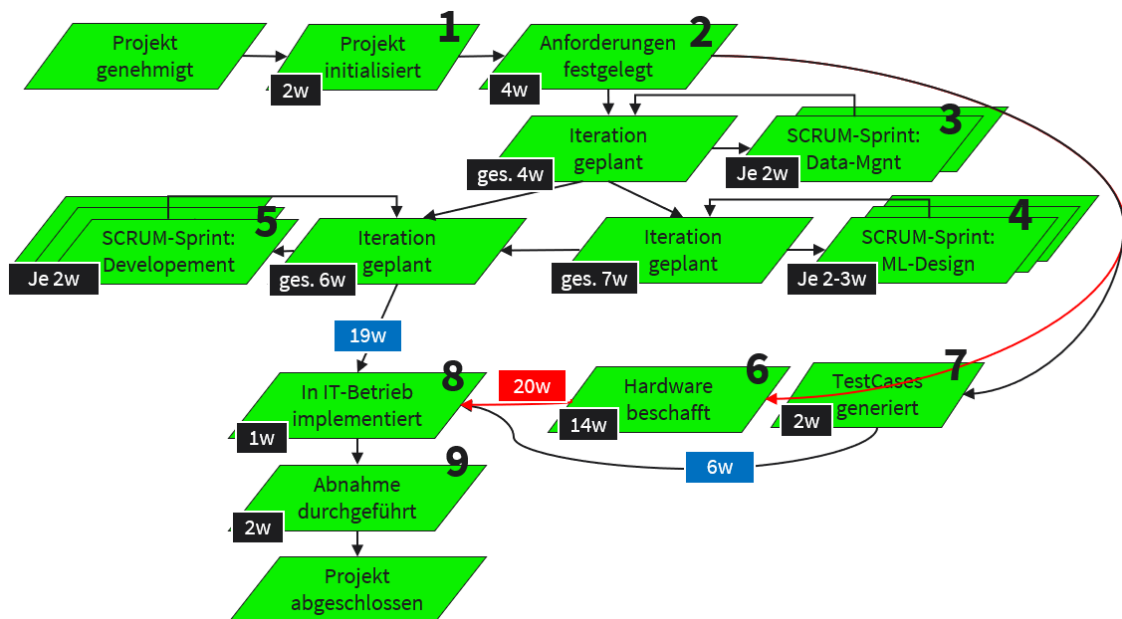 Projekt
genehmigt
1
Projekt
initialisiert
2w
2
Anforderungen
festgelegt
4w
Iteration
geplant
ges. 4w
3
SCRUM-Sprint:
Data-Mgnt
Je 2w
5
SCRUM-Sprint:
Developement
Je 2w
Iteration
geplant
ges. 6w
Iteration
geplant
ges. 7w
4
SCRUM-Sprint:
ML-Design
Je 2-3w
19w
8
In IT-Betrieb
implementiert
1w
20w
6
Hardware
beschafft
14w
7
TestCases
generiert
2w
6w
9
Abnahme
durchgeführt
2w
Projekt
abgeschlossen